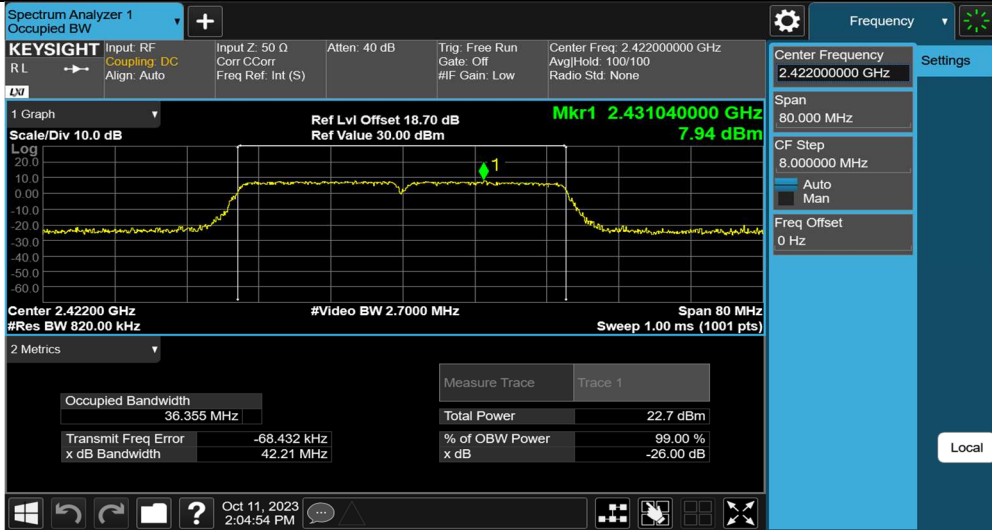 Spectrum Analyzer 1
Occupied BW
+
Frequency
KEYSIGHT
RL
LXI
Input: RF
Coupling: DC
Align: Auto
Input Z: 50 Ω
Corr CCorr
Freq Ref: Int (S)
Atten: 40 dB
Trig: Free Run
Gate: Off
#IF Gain: Low
Center Freq: 2.422000000 GHz
Avg|Hold: 100/100
Radio Std: None
Center Frequency
2.422000000 GHz
Settings
Span
80.000 MHz
CF Step
8.000000 MHz
Auto
Man
Freq Offset
0 Hz
Local
1 Graph
Scale/Div 10.0 dB
Ref Lvl Offset 18.70 dB
Ref Value 30.00 dBm
Mkr1 2.431040000 GHz
7.94 dBm
Log
20.0
10.0
0.00
-10.0
-20.0
-30.0
-40.0
-50.0
-60.0
1
Center 2.42200 GHz
#Res BW 820.00 kHz
#Video BW 2.7000 MHz
Span 80 MHz
Sweep 1.00 ms (1001 pts)
2 Metrics
Measure Trace Trace 1
Occupied Bandwidth
36.355 MHz
Total Power 22.7 dBm
Transmit Freq Error -68.432 kHz
% of OBW Power 99.00 %
x dB Bandwidth 42.21 MHz
x dB -26.00 dB
?
Oct 11, 2023
2:04:54 PM